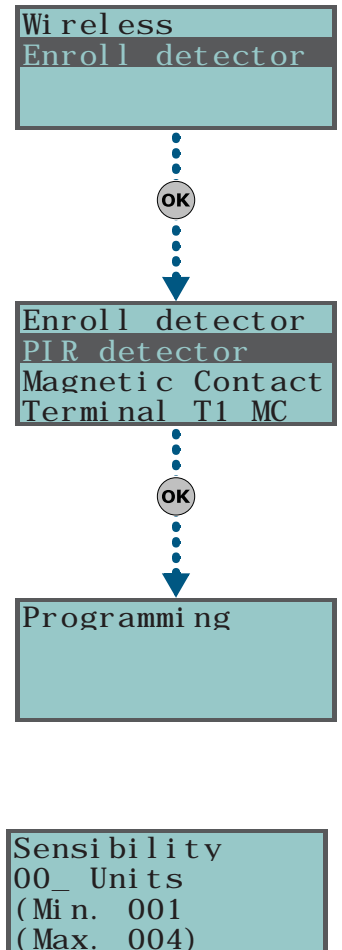 Wireless
Enroll detector
OK
Enroll detector
PIR detector
Magnetic Contact
Terminal T1 MC
OK
Programming
Sensibility
00_ Units
(Min. 001
(Max. 004)